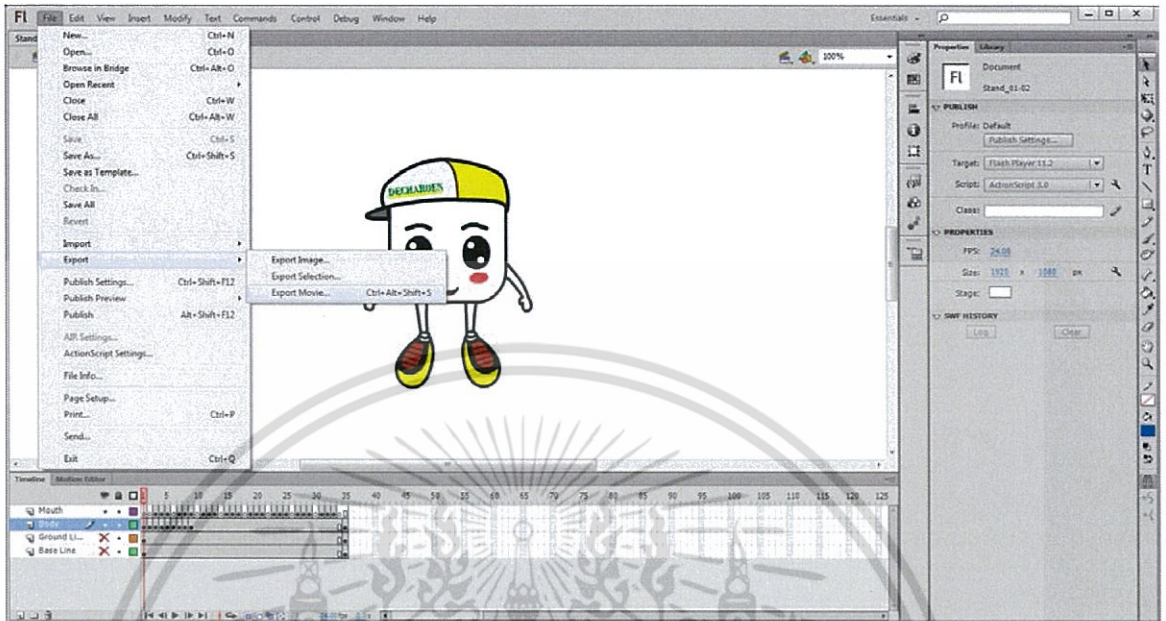 Fl File Edit View Insert Modify Text Commands Control Debug Window Help Essentials
Stand
100%
New... Ctrl+N
Open... Ctrl+O
Browse in Bridge Ctrl+Alt+O
Open Recent
Close Ctrl+W
Close All Ctrl+Alt+W
Save Ctrl+S
Save As... Ctrl+Shift+S
Save as Template...
Check In...
Save All
Revert
Import
Export
Publish Settings... Ctrl+Shift+F12
Publish Preview
Publish Alt+Shift+F12
AIR Settings...
ActionScript Settings...
File Info...
Page Setup...
Print... Ctrl+P
Send...
Exit Ctrl+Q
Export Image...
Export Selection...
Export Movie... Ctrl+Alt+Shift+S
Properties Library
Fl Document
Stand_01-02
PUBLISH
Profile: Default
Publish Settings...
Target: Flash Player 11.2
Script: ActionScript 3.0
Class:
PROPERTIES
FPS: 24.00
Size: 1920 x 1080 px
Stage:
SWF HISTORY
Log Clear
Timeline Motion Editor
1 5 10 15 20 25 30 35 40 45 50 55 60 65 70 75 80 85 90 95 100 105 110 115 120 125
Mouth
Body
Ground Li...
Base Line
24.00 fps